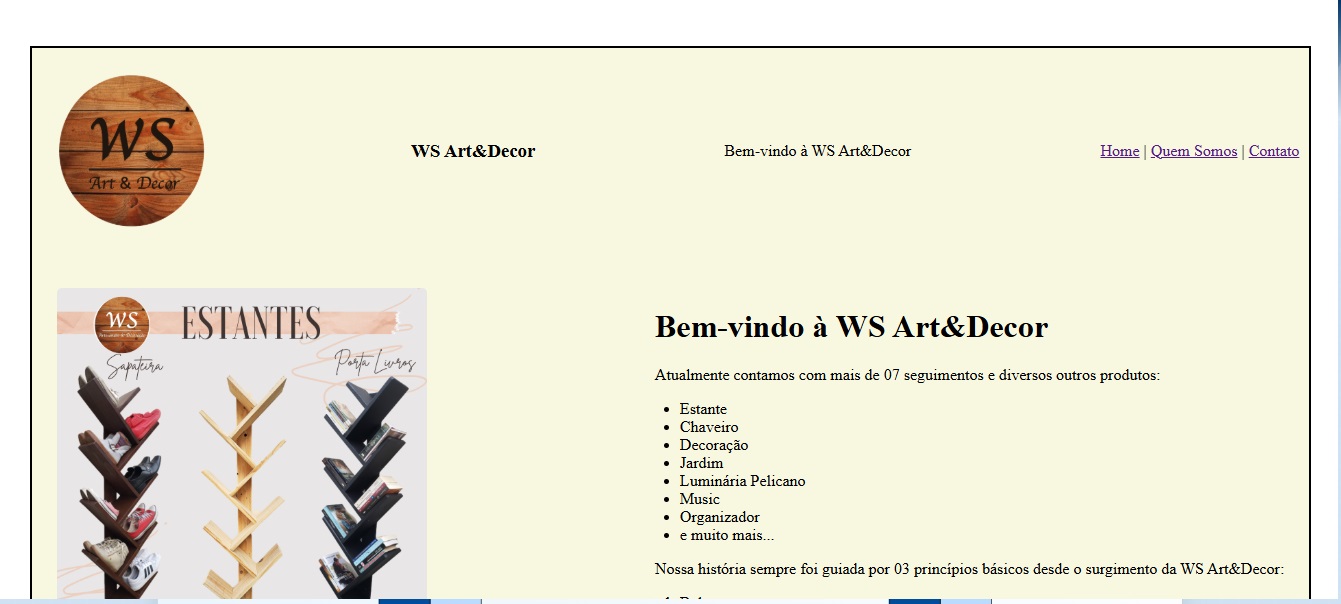 WS
Art & Decor
WS Art&Decor
Bem-vindo à WS Art&Decor
Home | Quem Somos | Contato
WS
ESTANTES
Sapateira
Porta Livros
Bem-vindo à WS Art&Decor
Atualmente contamos com mais de 07 seguimentos e diversos outros produtos:
Estante
Chaveiro
Decoração
Jardim
Luminária Pelicano
Music
Organizador
e muito mais...
Nossa história sempre foi guiada por 03 princípios básicos desde o surgimento da WS Art&Decor: